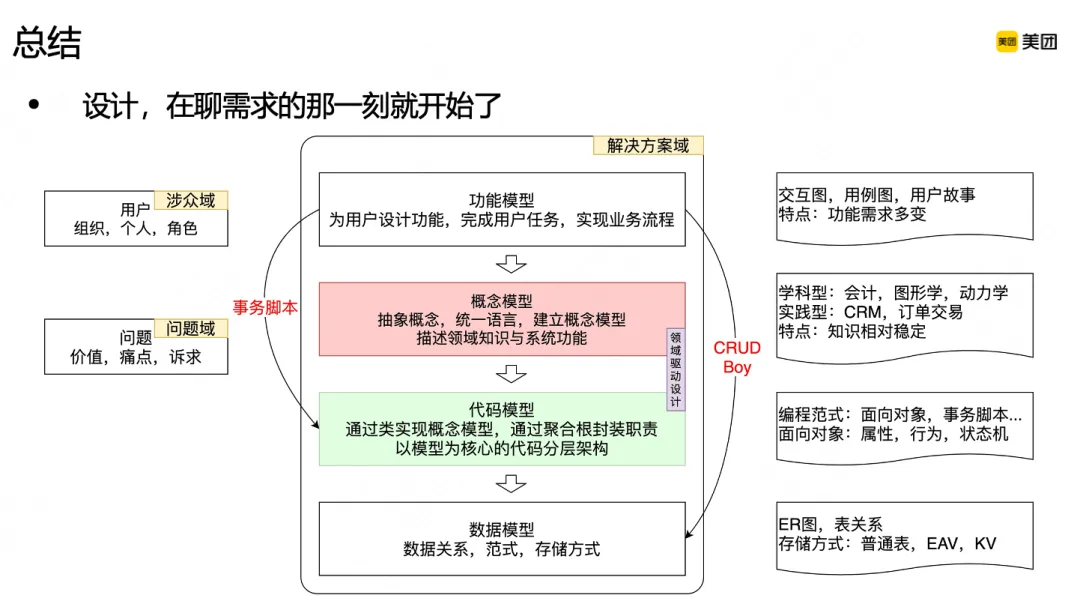 总结
美团 美团
• 设计，在聊需求的那一刻就开始了
解决方案域
涉众域
用户
组织，个人，角色
问题域
问题
价值，痛点，诉求
事务脚本
功能模型
为用户设计功能，完成用户任务，实现业务流程
概念模型
抽象概念，统一语言，建立概念模型
描述领域知识与系统功能
领域驱动设计
代码模型
通过类实现概念模型，通过聚合根封装职责
以模型为核心的代码分层架构
数据模型
数据关系，范式，存储方式
CRUD
Boy
交互图，用例图，用户故事
特点：功能需求多变
学科型：会计，图形学，动力学
实践型：CRM，订单交易
特点：知识相对稳定
编程范式：面向对象，事务脚本...
面向对象：属性，行为，状态机
ER图，表关系
存储方式：普通表，EAV，KV